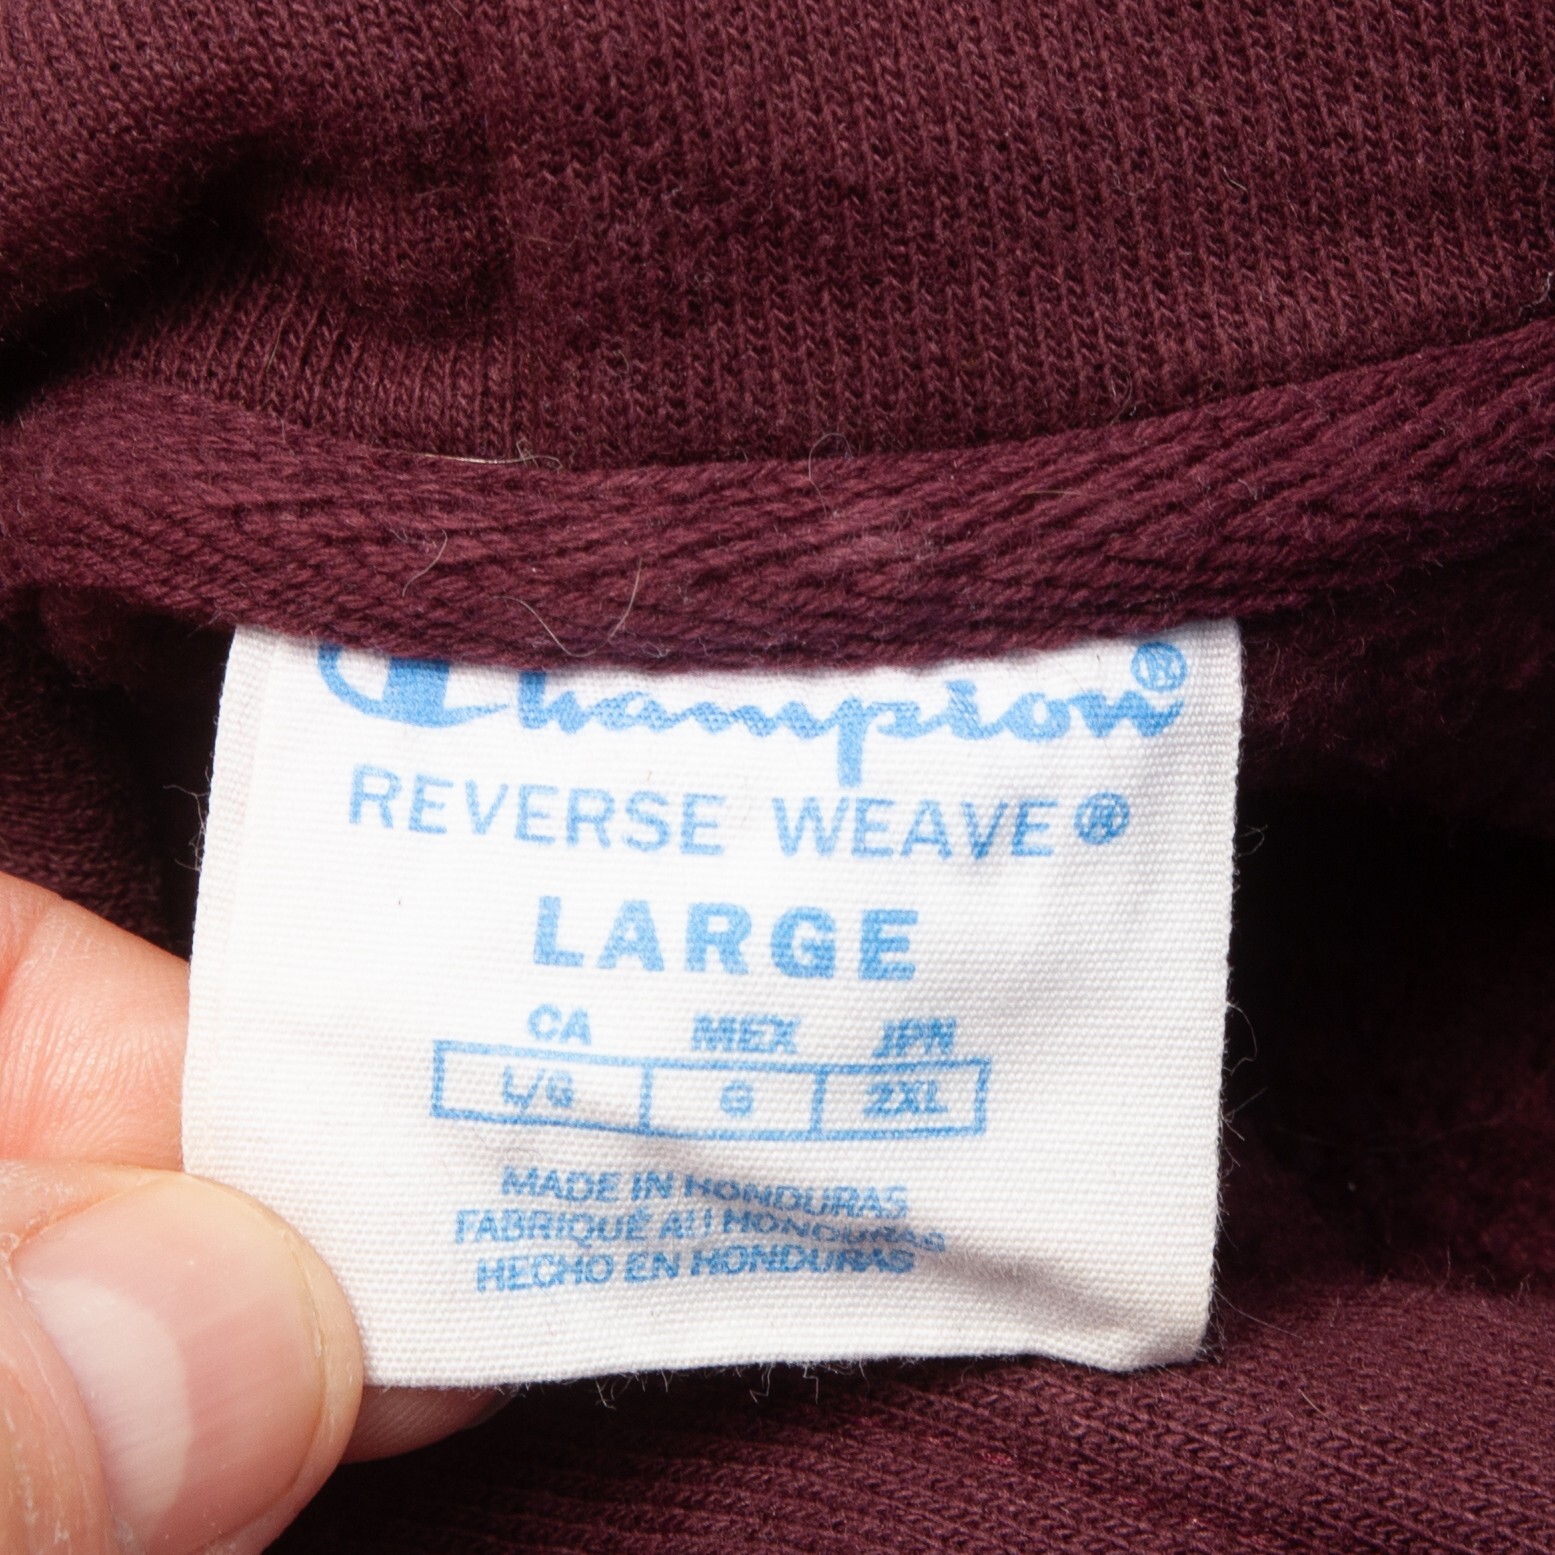 Champion®
REVERSE WEAVE®
LARGE
CA MEX JPN
L/G G 2XL
MADE IN HONDURAS
FABRIQUÉ AU HONDURAS
HECHO EN HONDURAS